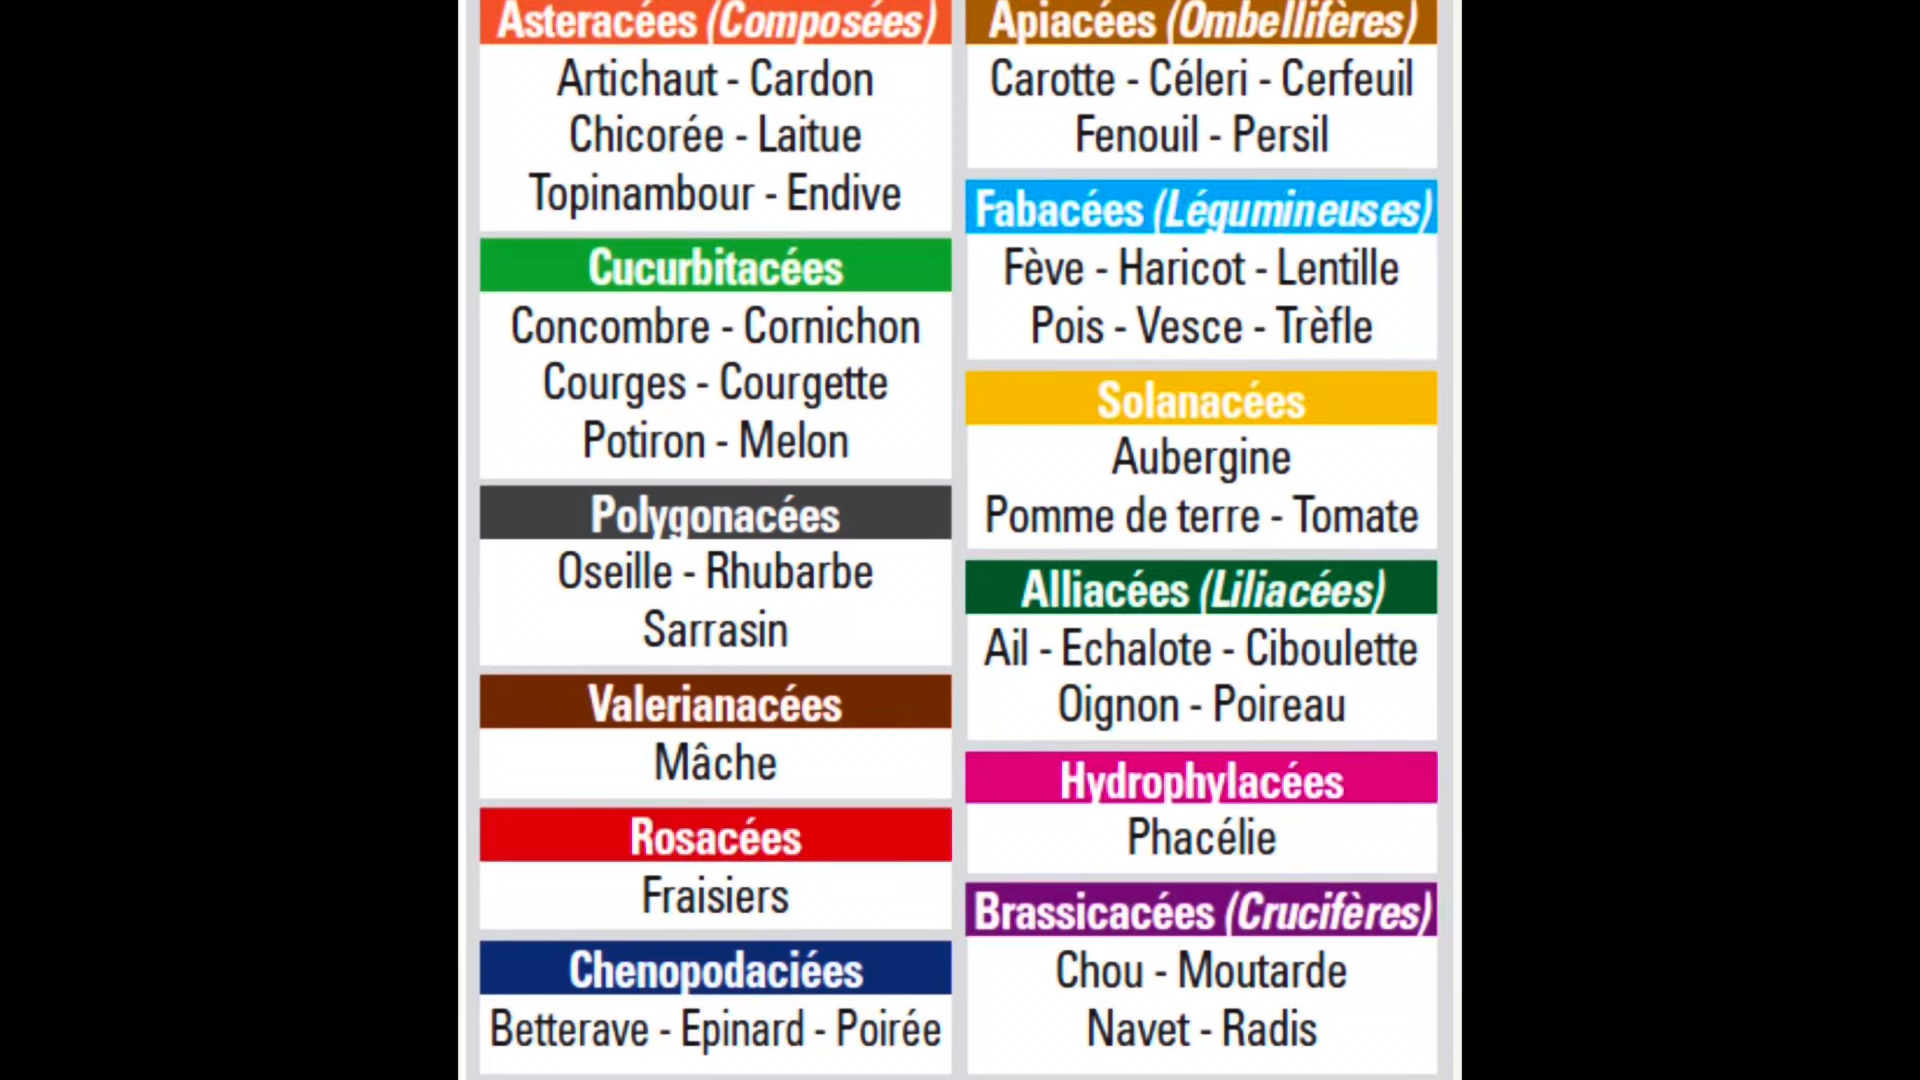 Asteracées (Composées)
Artichaut - Cardon
Chicorée - Laitue
Topinambour - Endive
Cucurbitacées
Concombre - Cornichon
Courges - Courgette
Potiron - Melon
Polygonacées
Oseille - Rhubarbe
Sarrasin
Valerianacées
Mâche
Rosacées
Fraisiers
Chenopodaciées
Betterave - Epinard - Poirée
Apiacées (Ombellifères)
Carotte - Céleri - Cerfeuil
Fenouil - Persil
Fabacées (Légumineuses)
Fève - Haricot - Lentille
Pois - Vesce - Trèfle
Solanacées
Aubergine
Pomme de terre - Tomate
Alliacées (Liliacées)
Ail - Echalote - Ciboulette
Oignon - Poireau
Hydrophylacées
Phacélie
Brassicacées (Crucifères)
Chou - Moutarde
Navet - Radis